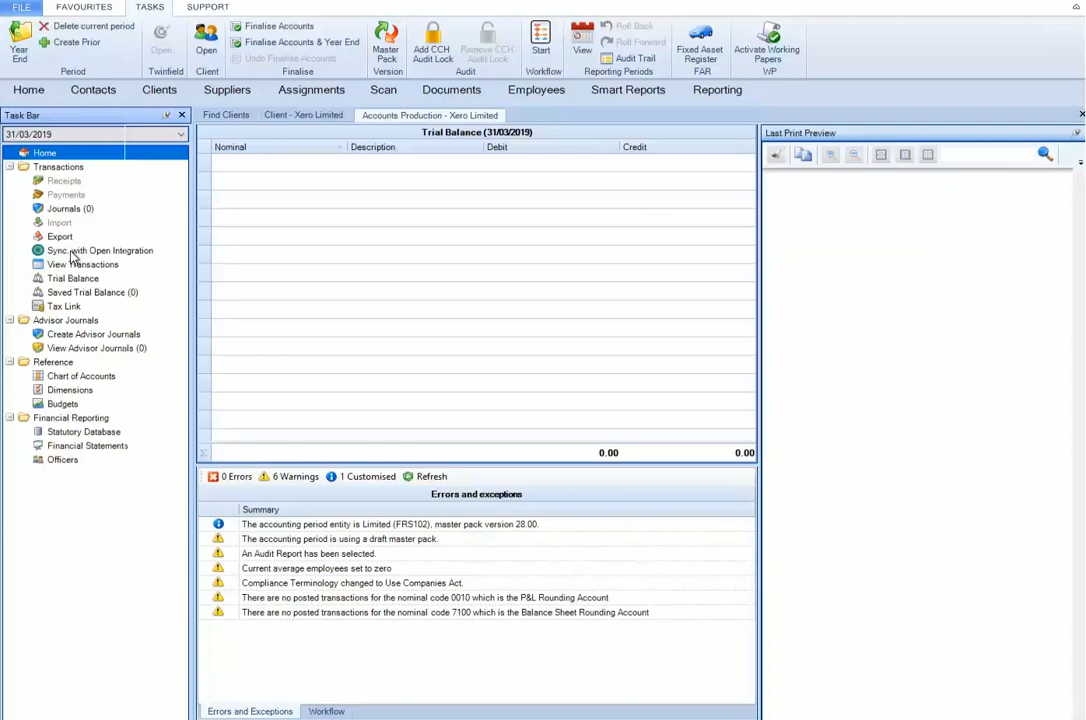 FILE FAVOURITES TASKS SUPPORT
Year End
Delete current period
Create Prior
Period
Open
Twinfield
Open
Client
Finalise Accounts
Finalise Accounts & Year End
Undo Finalise Accounts
Finalise
Master Pack
Version
Add CCH Audit Lock
Remove CCH Audit Lock
Audit
Start
Workflow
View
Roll Back
Roll Forward
Audit Trail
Reporting Periods
Fixed Asset Register
FAR
Activate Working Papers
WP
Home Contacts Clients Suppliers Assignments Scan Documents Employees Smart Reports Reporting
Task Bar
31/03/2019
Home
Transactions
Receipts
Payments
Journals (0)
Import
Export
Sync. with Open Integration
View Transactions
Trial Balance
Saved Trial Balance (0)
Tax Link
Advisor Journals
Create Advisor Journals
View Advisor Journals (0)
Reference
Chart of Accounts
Dimensions
Budgets
Financial Reporting
Statutory Database
Financial Statements
Officers
Find Clients Client - Xero Limited Accounts Production - Xero Limited
Trial Balance (31/03/2019)
Nominal Description Debit Credit
0.00 0.00
0 Errors 6 Warnings 1 Customised Refresh
Errors and exceptions
Summary
The accounting period entity is Limited (FRS102), master pack version 28.00.
The accounting period is using a draft master pack.
An Audit Report has been selected.
Current average employees set to zero
Compliance Terminology changed to Use Companies Act.
There are no posted transactions for the nominal code 0010 which is the P&L Rounding Account
There are no posted transactions for the nominal code 7100 which is the Balance Sheet Rounding Account
Errors and Exceptions Workflow
Last Print Preview